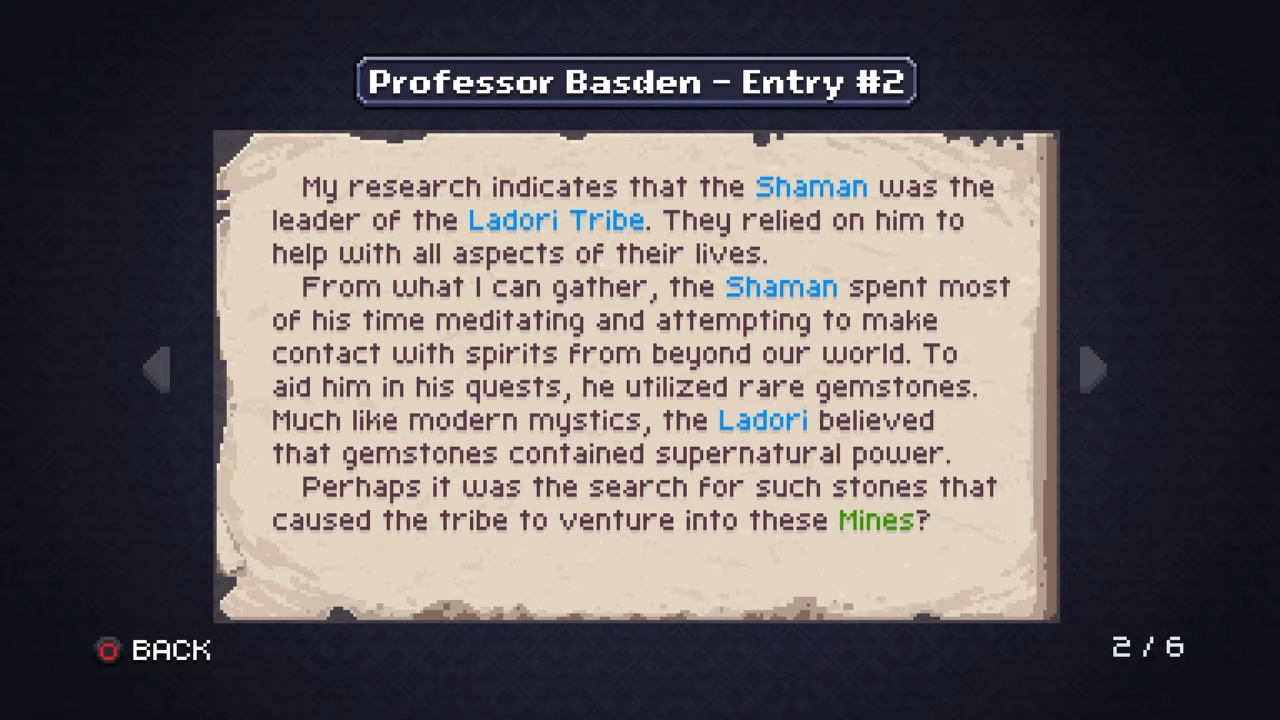 Professor Basden - Entry #2
My research indicates that the Shaman was the
leader of the Ladori Tribe. They relied on him to
help with all aspects of their lives.
From what I can gather, the Shaman spent most
of his time meditating and attempting to make
contact with spirits from beyond our world. To
aid him in his quests, he utilized rare gemstones.
Much like modern mystics, the Ladori believed
that gemstones contained supernatural power.
Perhaps it was the search for such stones that
caused the tribe to venture into these Mines?
BACK
2 / 6